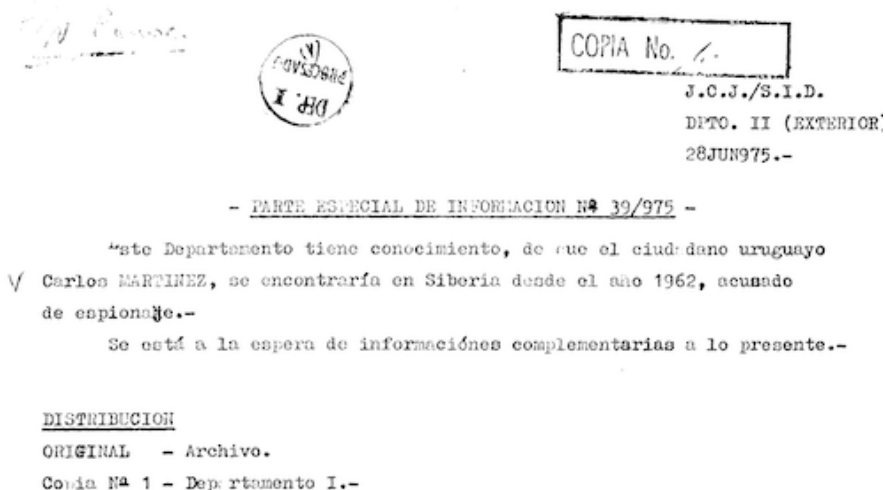 COPIA No. 1.
DEP. I
PROCESADO
(N)
J.C.J./S.I.D.
DPTO. II (EXTERIOR)
28JUN975.-
- PARTE ESPECIAL DE INFORMACION Nª 39/975 -
Este Departamento tiene conocimiento, de que el ciudadano uruguayo
Carlos MARTINEZ, se encontraría en Siberia desde el año 1962, acusado
de espionaje.-
Se está a la espera de informaciónes complementarias a lo presente.-
DISTRIBUCION
ORIGINAL - Archivo.
Copia Nª 1 - Departamento I.-